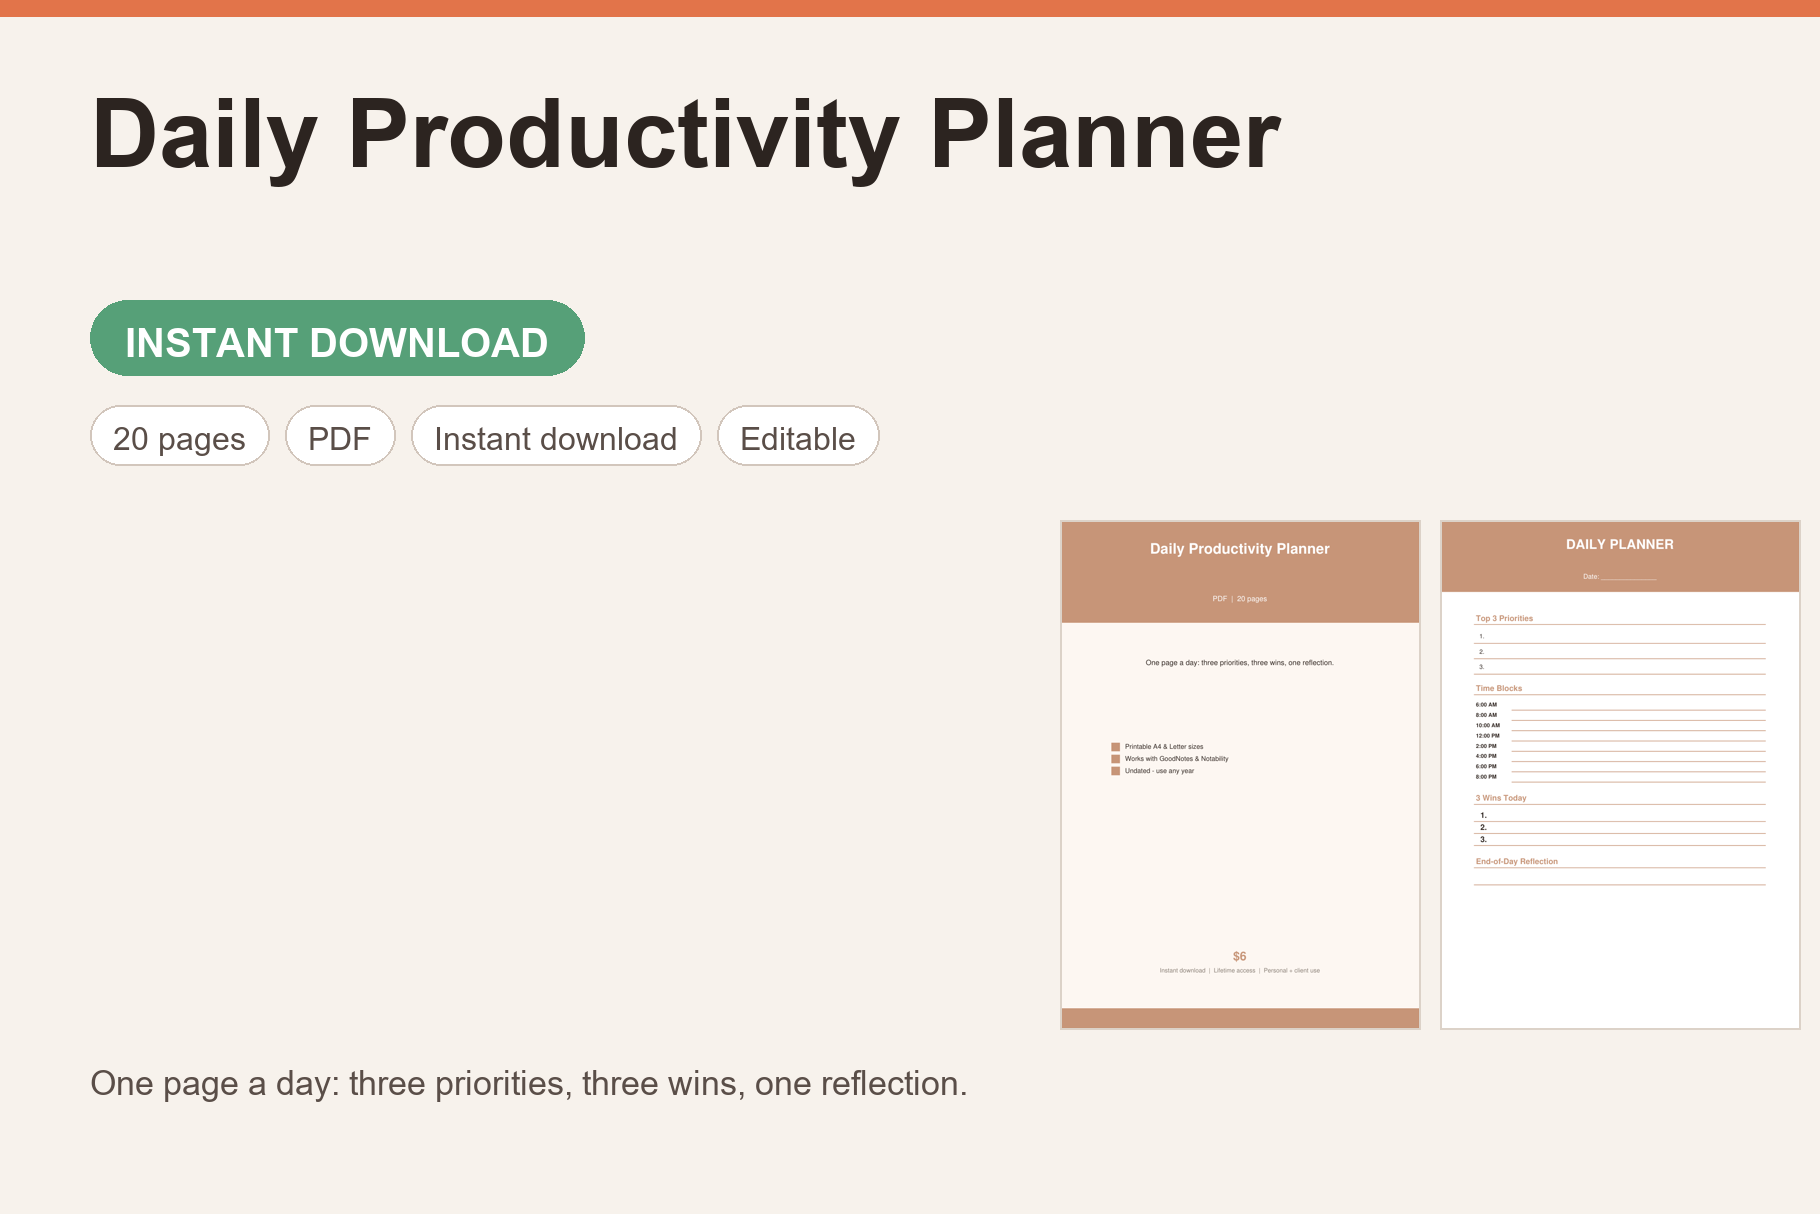 Daily Productivity Planner
INSTANT DOWNLOAD
20 pages
PDF
Instant download
Editable
Daily Productivity Planner
PDF | 20 pages
One page a day: three priorities, three wins, one reflection.
Printable A4 & Letter sizes
Works with GoodNotes & Notability
Undated - use any year
$6
Instant download | Lifetime access | Personal + client use
DAILY PLANNER
Date: _______________
Top 3 Priorities
1.
2.
3.
Time Blocks
6:00 AM
8:00 AM
10:00 AM
12:00 PM
2:00 PM
4:00 PM
6:00 PM
8:00 PM
3 Wins Today
1.
2.
3.
End-of-Day Reflection
One page a day: three priorities, three wins, one reflection.